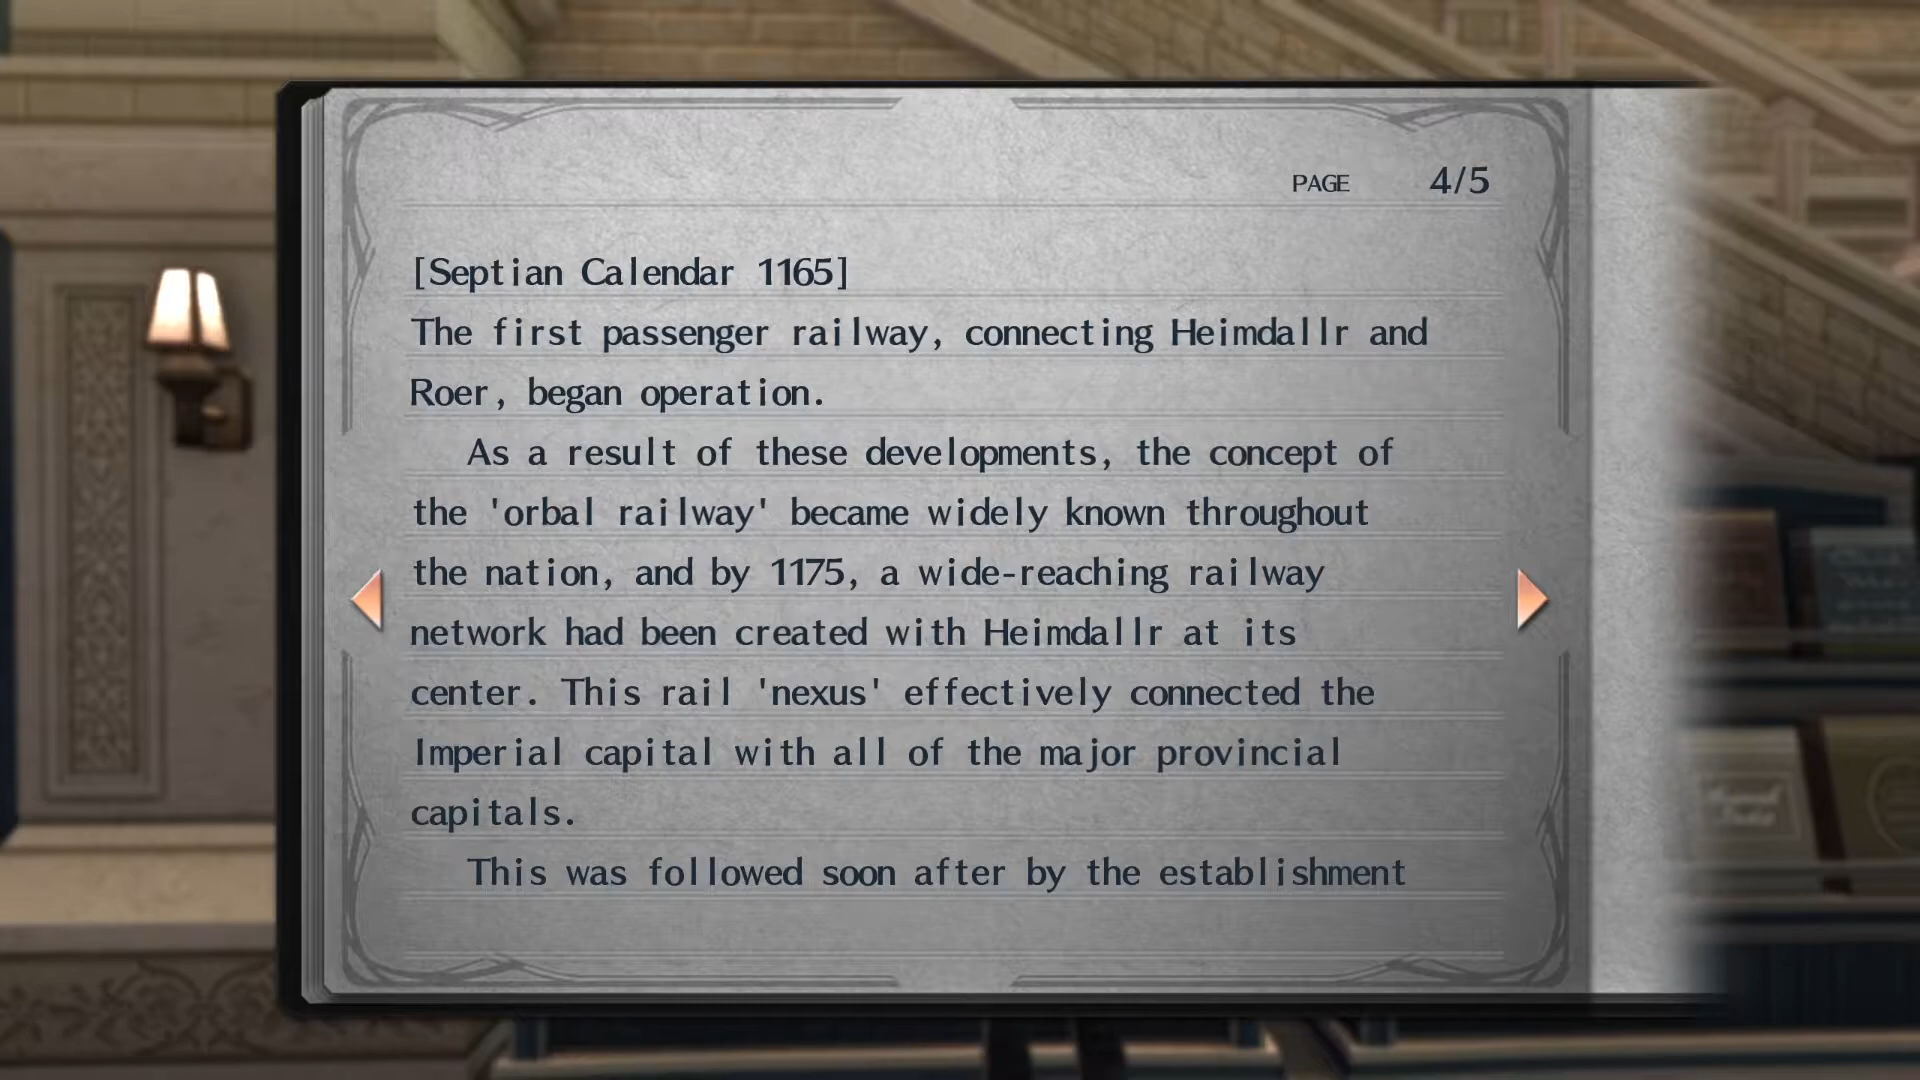 PAGE 4/5
[Septian Calendar 1165]
The first passenger railway, connecting Heimdallr and
Roer, began operation.
As a result of these developments, the concept of
the 'orbal railway' became widely known throughout
the nation, and by 1175, a wide-reaching railway
network had been created with Heimdallr at its
center. This rail 'nexus' effectively connected the
Imperial capital with all of the major provincial
capitals.
This was followed soon after by the establishment